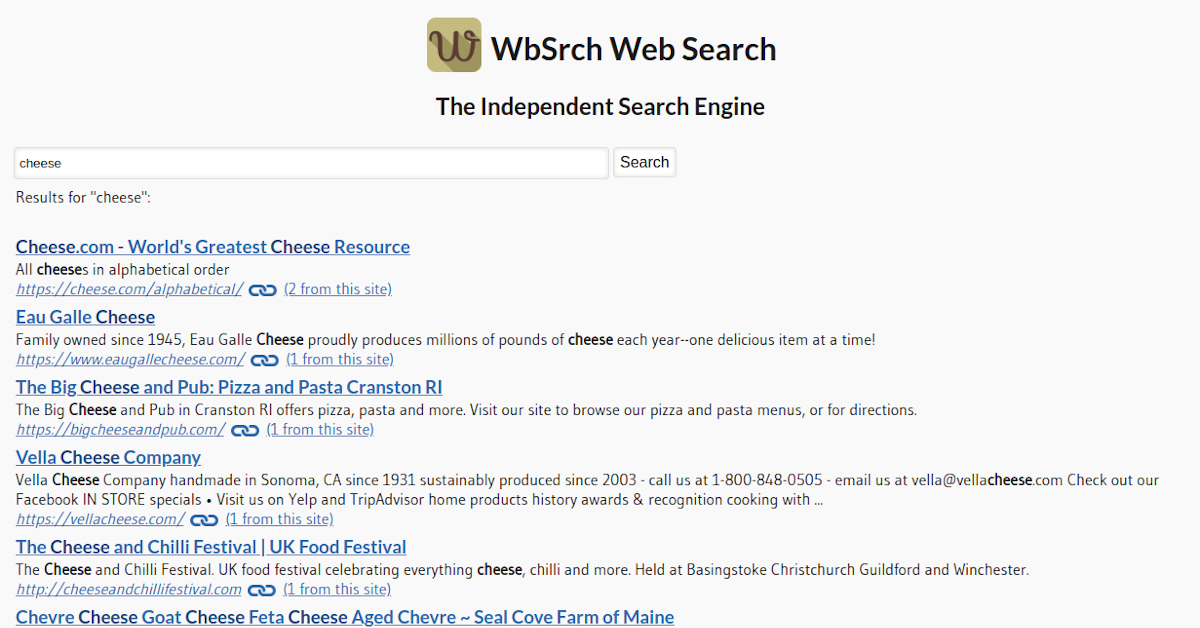 W WbSrch Web Search
The Independent Search Engine
cheese Search
Results for "cheese":
Cheese.com - World's Greatest Cheese Resource
All cheeses in alphabetical order
https://cheese.com/alphabetical/ (2 from this site)
Eau Galle Cheese
Family owned since 1945, Eau Galle Cheese proudly produces millions of pounds of cheese each year--one delicious item at a time!
https://www.eaugallecheese.com/ (1 from this site)
The Big Cheese and Pub: Pizza and Pasta Cranston RI
The Big Cheese and Pub in Cranston RI offers pizza, pasta and more. Visit our site to browse our pizza and pasta menus, or for directions.
https://bigcheeseandpub.com/ (1 from this site)
Vella Cheese Company
Vella Cheese Company handmade in Sonoma, CA since 1931 sustainably produced since 2003 - call us at 1-800-848-0505 - email us at vella@vellacheese.com Check out our
Facebook IN STORE specials • Visit us on Yelp and TripAdvisor home products history awards & recognition cooking with ...
https://vellacheese.com/ (1 from this site)
The Cheese and Chilli Festival | UK Food Festival
The Cheese and Chilli Festival. UK food festival celebrating everything cheese, chilli and more. Held at Basingstoke Christchurch Guildford and Winchester.
http://cheeseandchillifestival.com (1 from this site)
Chevre Cheese Goat Cheese Feta Cheese Aged Chevre ~ Seal Cove Farm of Maine